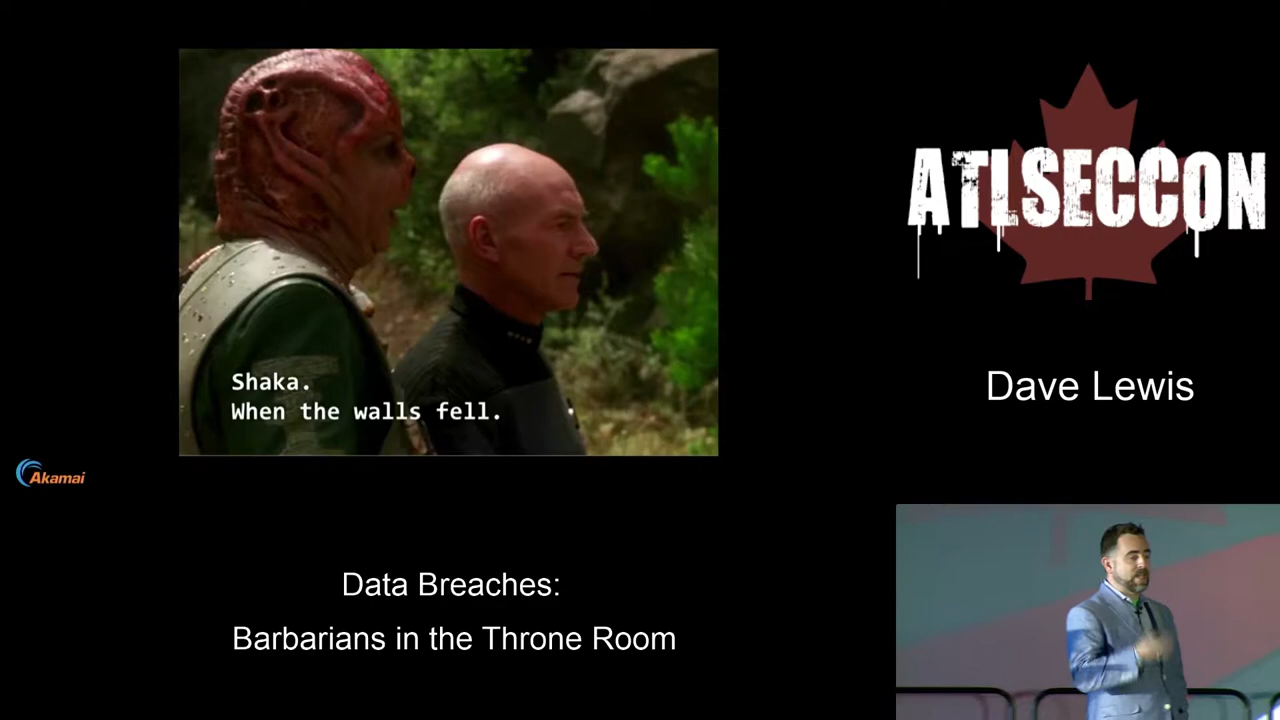 Shaka.
When the walls fell.
ATLSECCON
Dave Lewis
Akamai
Data Breaches:
Barbarians in the Throne Room